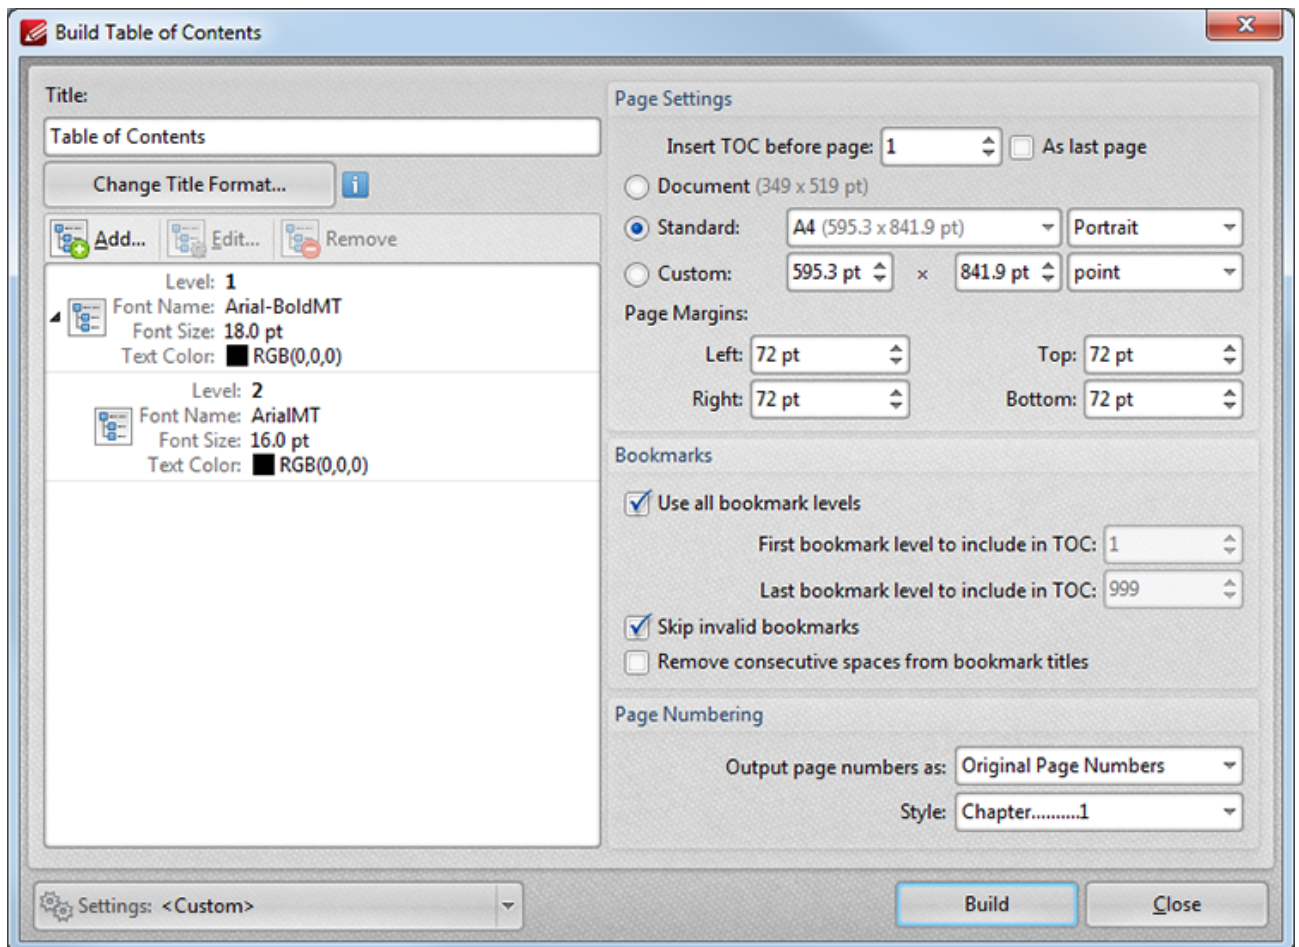 Build Table of Contents
Title:
Table of Contents
Change Title Format...
Add... Edit... Remove
Level: 1
Font Name: Arial-BoldMT
Font Size: 18.0 pt
Text Color: RGB(0,0,0)
Level: 2
Font Name: ArialMT
Font Size: 16.0 pt
Text Color: RGB(0,0,0)
Page Settings
Insert TOC before page: 1 As last page
Document (349 x 519 pt)
Standard: A4 (595.3 x 841.9 pt) Portrait
Custom: 595.3 pt × 841.9 pt point
Page Margins:
Left: 72 pt Top: 72 pt
Right: 72 pt Bottom: 72 pt
Bookmarks
Use all bookmark levels
First bookmark level to include in TOC: 1
Last bookmark level to include in TOC: 999
Skip invalid bookmarks
Remove consecutive spaces from bookmark titles
Page Numbering
Output page numbers as: Original Page Numbers
Style: Chapter..........1
Settings: <Custom> Build Close